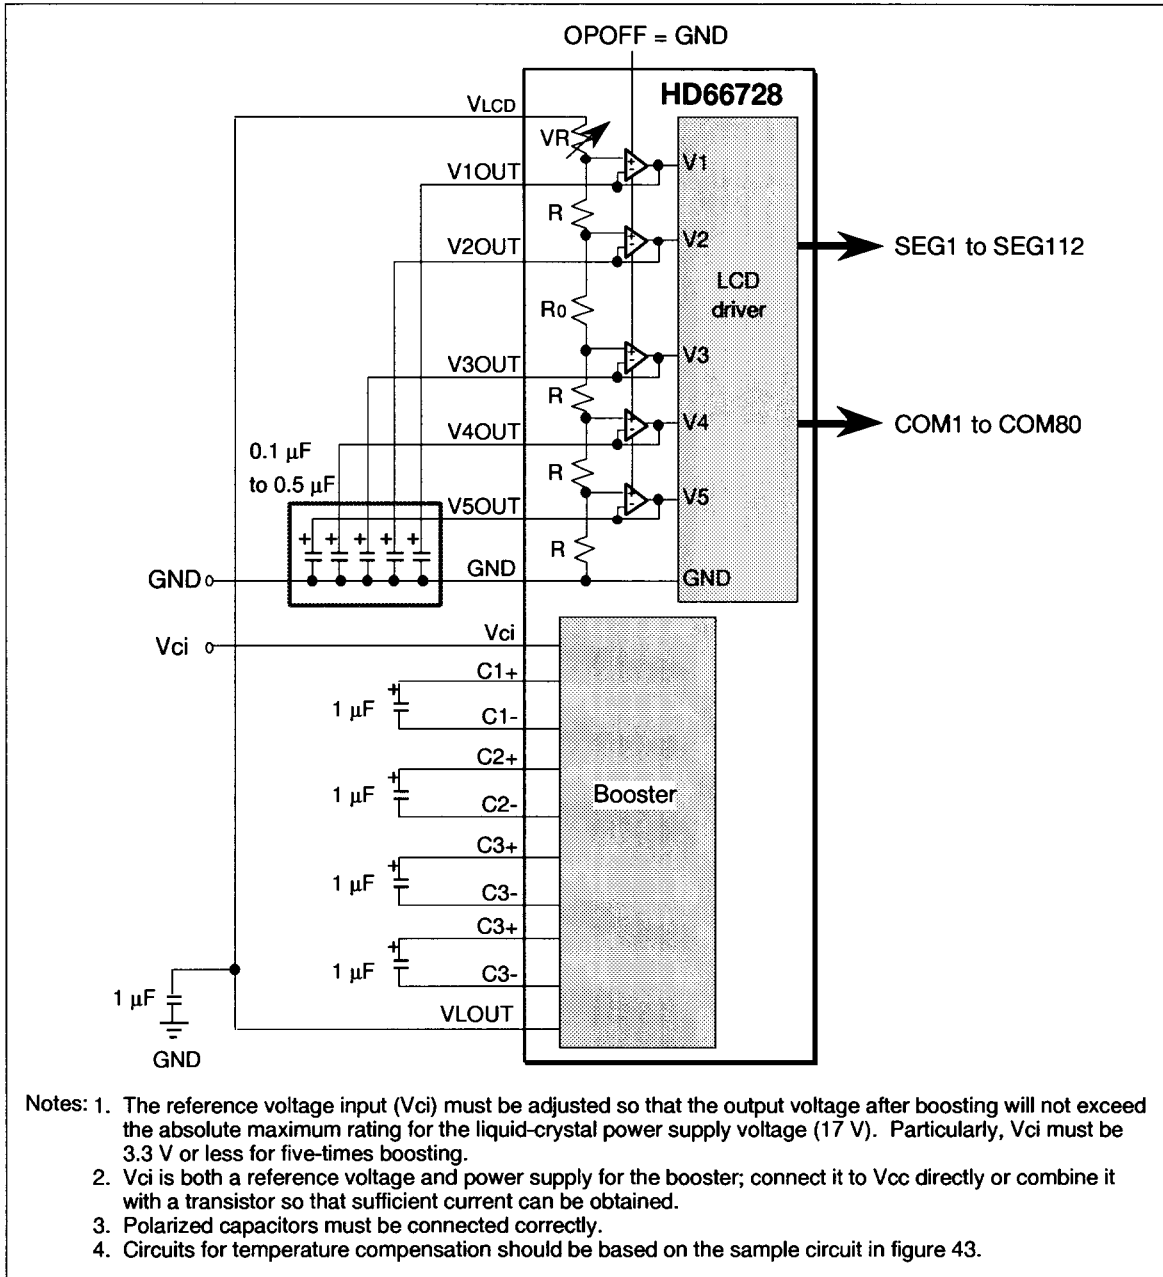 OPOFF = GND
HD66728
VLCD
VR
V1OUT
V1
R
V2OUT
V2
SEG1 to SEG112
LCD
driver
R0
V3OUT
V3
R
V4OUT
V4
COM1 to COM80
0.1 µF
to 0.5 µF
R
V5OUT
V5
+ + + + +
R
GND
GND
GND
Vci
Vci
C1+
+
1 µF
C1-
C2+
+
1 µF
C2-
Booster
C3+
+
1 µF
C3-
C3+
+
1 µF
C3-
1 µF
VLOUT
GND
Notes: 1. The reference voltage input (Vci) must be adjusted so that the output voltage after boosting will not exceed
the absolute maximum rating for the liquid-crystal power supply voltage (17 V). Particularly, Vci must be
3.3 V or less for five-times boosting.
2. Vci is both a reference voltage and power supply for the booster; connect it to Vcc directly or combine it
with a transistor so that sufficient current can be obtained.
3. Polarized capacitors must be connected correctly.
4. Circuits for temperature compensation should be based on the sample circuit in figure 43.